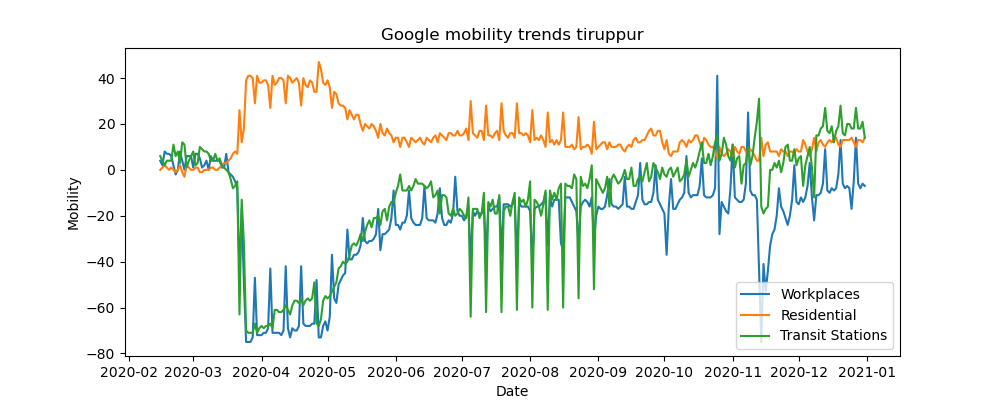 Google mobility trends tiruppur
Mobility
40
20
0
−20
−40
−60
−80
2020-02 2020-03 2020-04 2020-05 2020-06 2020-07 2020-08 2020-09 2020-10 2020-11 2020-12 2021-01
Date
Workplaces
Residential
Transit Stations